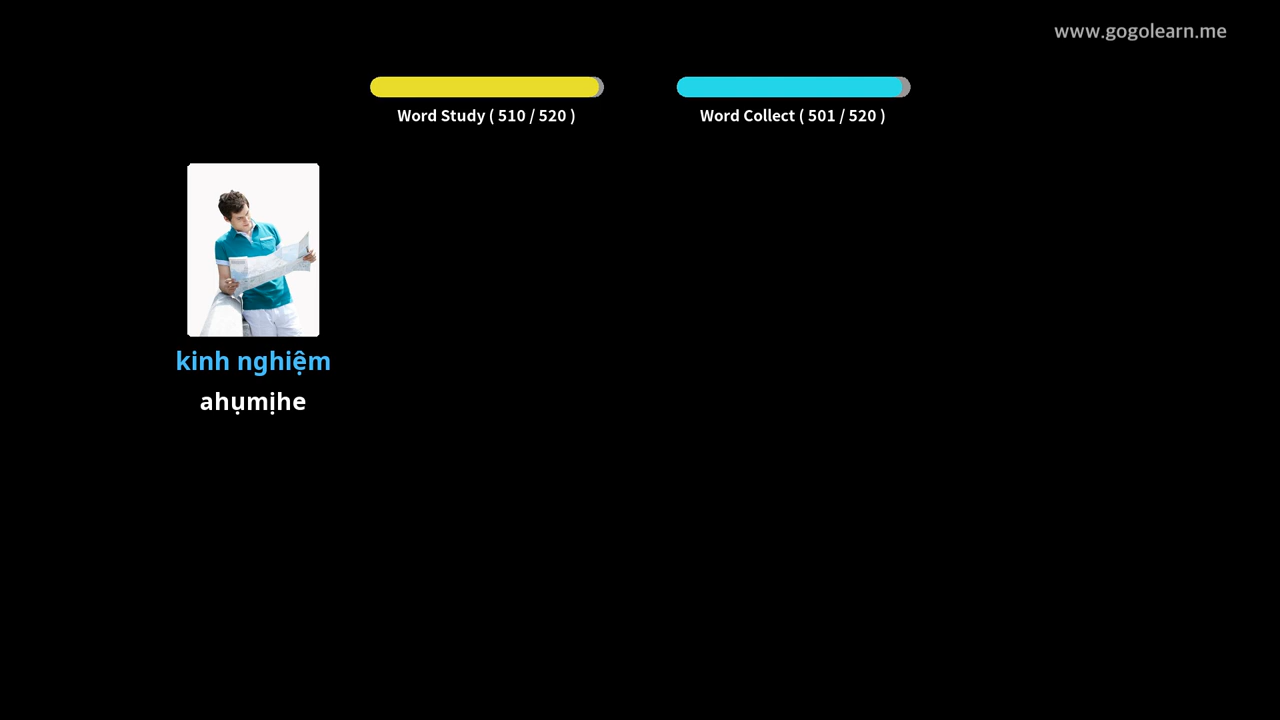 www.gogolearn.me
Word Study ( 510 / 520 )
Word Collect ( 501 / 520 )
kinh nghiệm
ahụmịhe